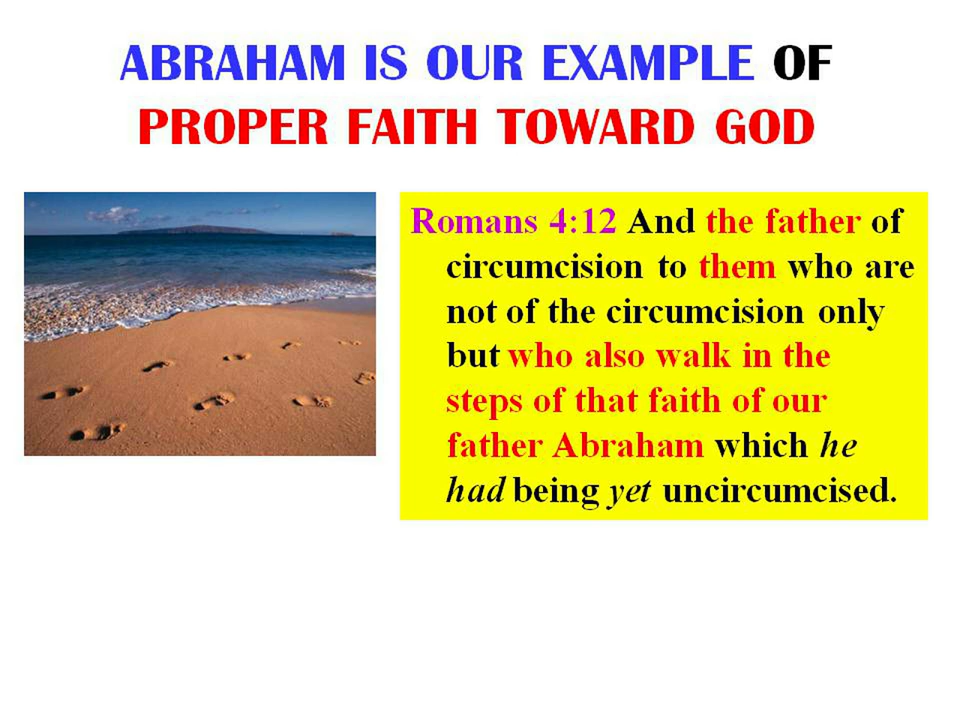 ABRAHAM IS OUR EXAMPLE OF
PROPER FAITH TOWARD GOD
Romans 4:12 And the father of
circumcision to them who are
not of the circumcision only
but who also walk in the
steps of that faith of our
father Abraham which he
had being yet uncircumcised.